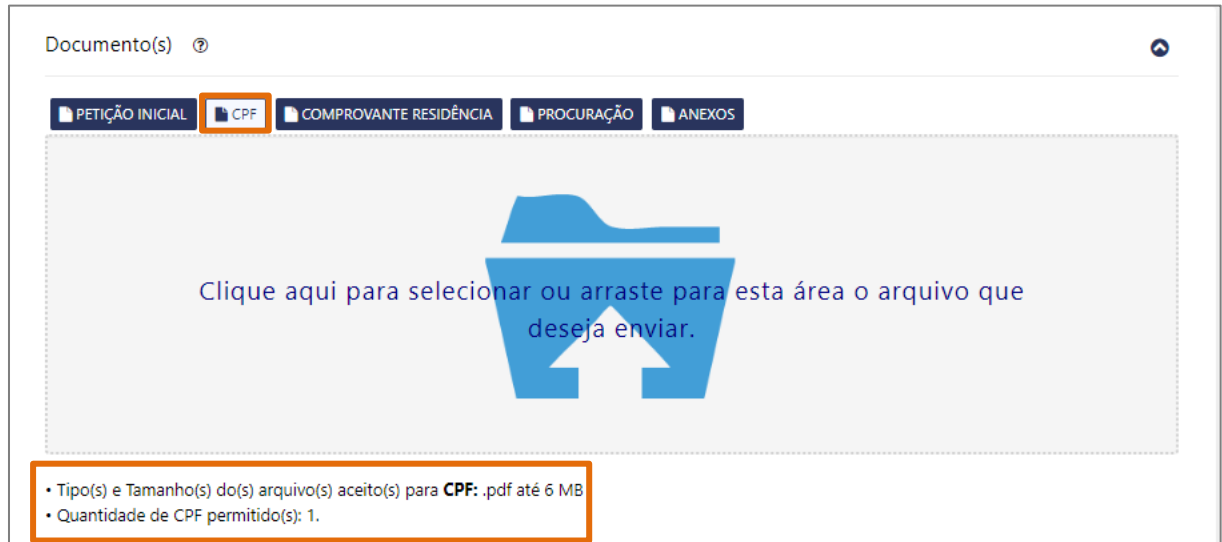 Documento(s) ?
PETIÇÃO INICIAL CPF COMPROVANTE RESIDÊNCIA PROCURAÇÃO ANEXOS
Clique aqui para selecionar ou arraste para esta área o arquivo que
deseja enviar.
• Tipo(s) e Tamanho(s) do(s) arquivo(s) aceito(s) para CPF: .pdf até 6 MB
• Quantidade de CPF permitido(s): 1.